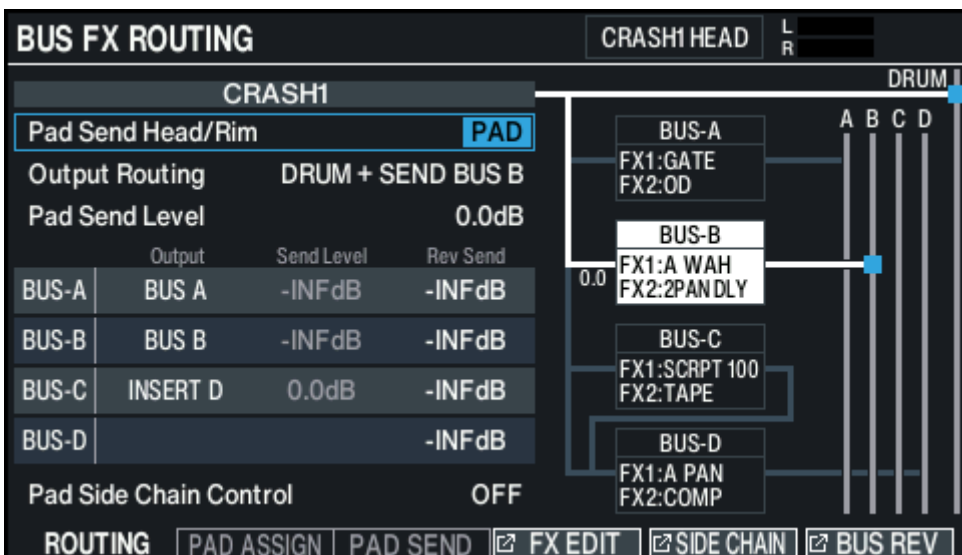 BUS FX ROUTING
CRASH1 HEAD
L
R
DRUM
CRASH1
Pad Send Head/Rim PAD
Output Routing DRUM + SEND BUS B
Pad Send Level 0.0dB
Output Send Level Rev Send
BUS-A BUS A -INFdB -INFdB
BUS-B BUS B -INFdB -INFdB
BUS-C INSERT D 0.0dB -INFdB
BUS-D -INFdB
Pad Side Chain Control OFF
A B C D
BUS-A
FX1:GATE
FX2:OD
BUS-B
0.0
FX1:A WAH
FX2:2PANDLY
BUS-C
FX1:SCRPT 100
FX2:TAPE
BUS-D
FX1:A PAN
FX2:COMP
ROUTING PAD ASSIGN PAD SEND FX EDIT SIDE CHAIN BUS REV